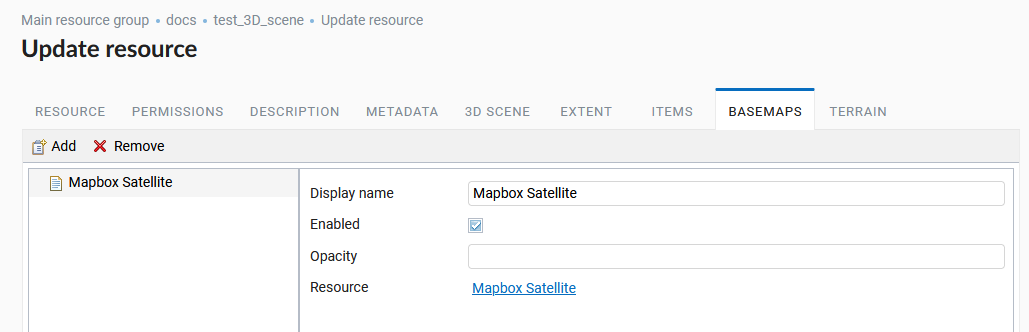 Main resource group • docs • test_3D_scene • Update resource
Update resource
RESOURCE PERMISSIONS DESCRIPTION METADATA 3D SCENE EXTENT ITEMS BASEMAPS TERRAIN
Add Remove
Mapbox Satellite
Display name Mapbox Satellite
Enabled
Opacity
Resource Mapbox Satellite